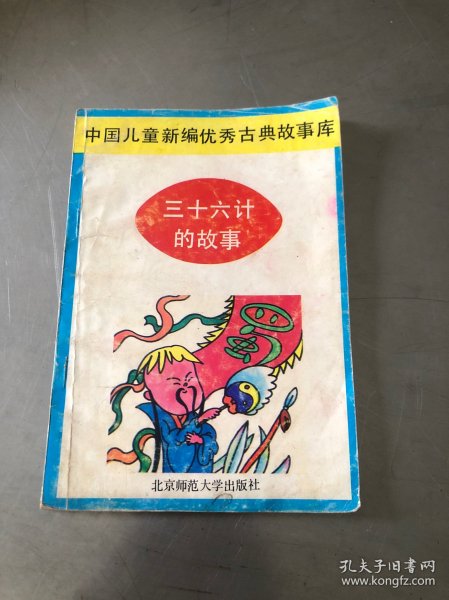 中国儿童新编优秀古典故事库
三十六计
的故事
蜀
北京师范大学出版社
孔夫子旧书网
www.kongfz.com